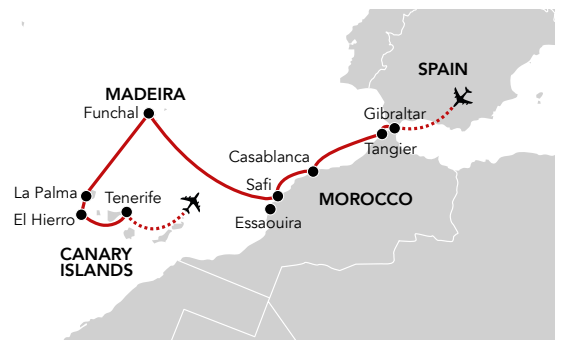 SPAIN
MADEIRA
Funchal
Gibraltar
Tangier
Casablanca
La Palma
Tenerife
Safi
MOROCCO
El Hierro
Essaouira
CANARY
ISLANDS